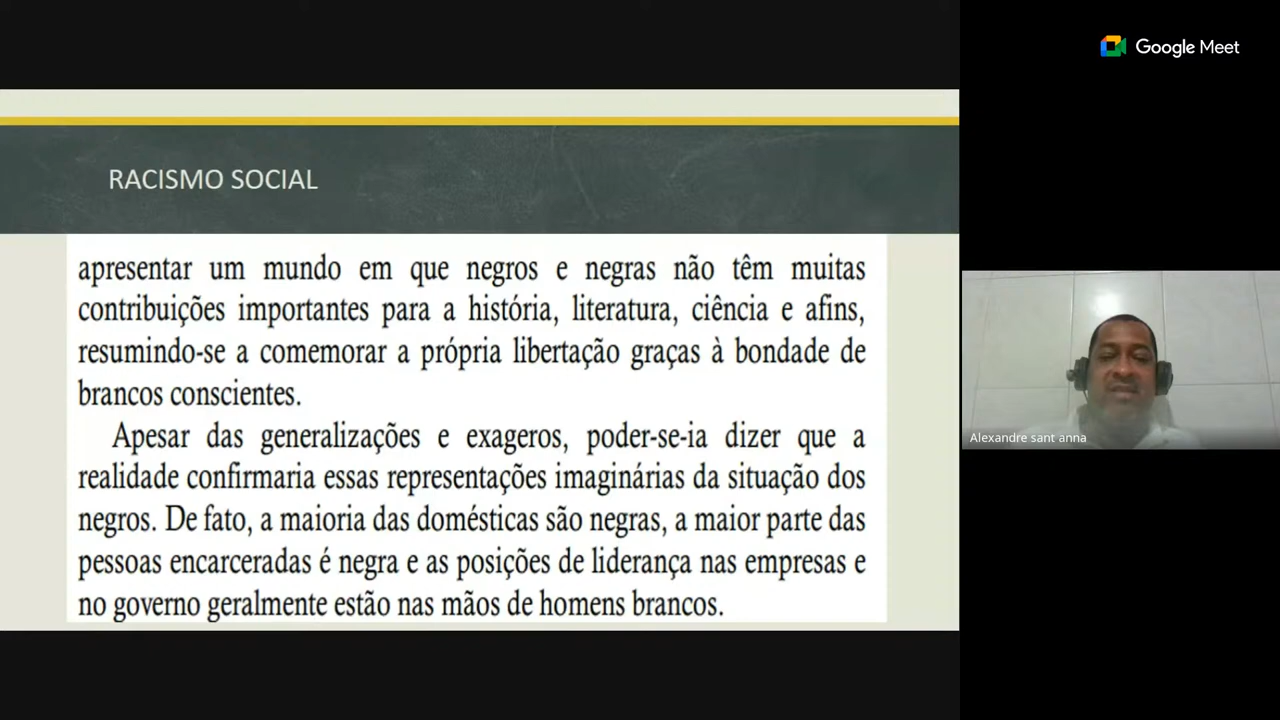 Google Meet
RACISMO SOCIAL
apresentar um mundo em que negros e negras não têm muitas
contribuições importantes para a história, literatura, ciência e afins,
resumindo-se a comemorar a própria libertação graças à bondade de
brancos conscientes.
Apesar das generalizações e exageros, poder-se-ia dizer que a
realidade confirmaria essas representações imaginárias da situação dos
negros. De fato, a maioria das domésticas são negras, a maior parte das
pessoas encarceradas é negra e as posições de liderança nas empresas e
no governo geralmente estão nas mãos de homens brancos.
Alexandre sant anna